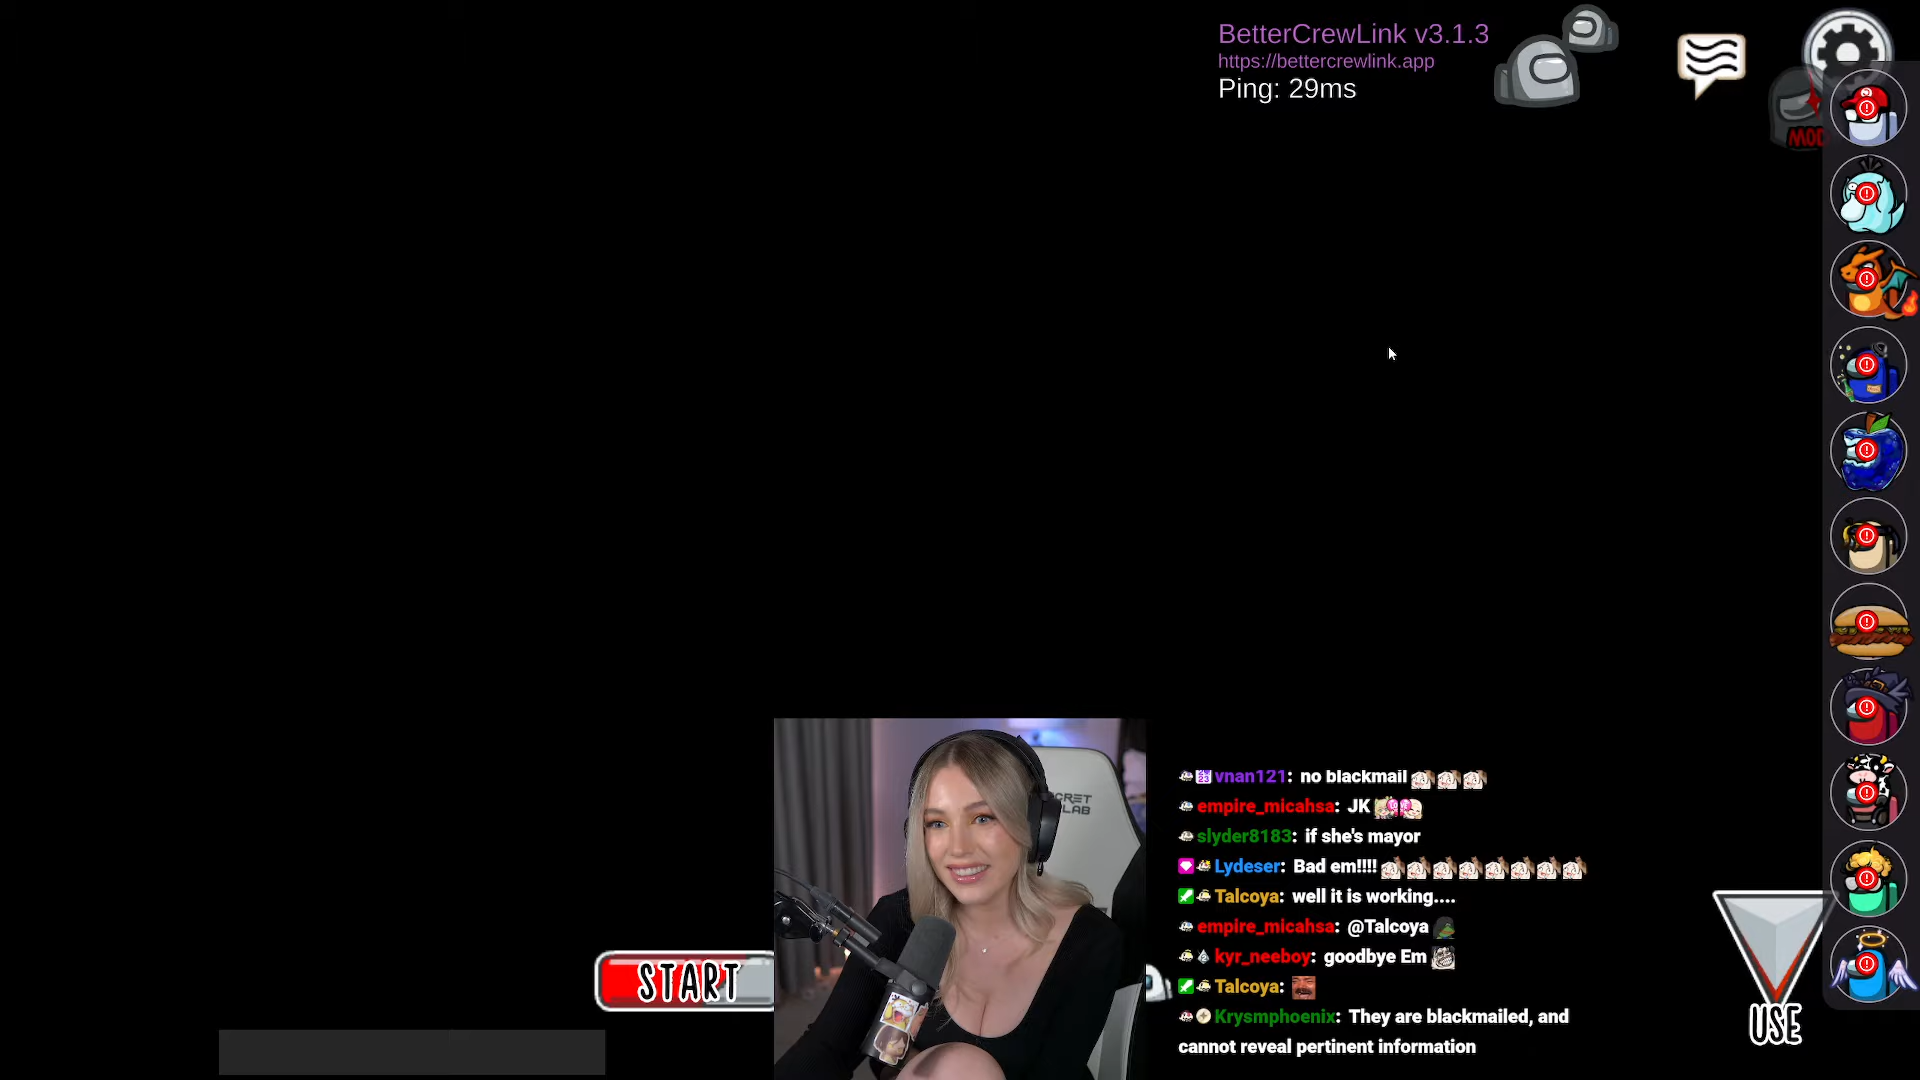 BetterCrewLink v3.1.3
https://bettercrewlink.app
Ping: 29ms
MOD
vnan121: no blackmail
empire_micahsa: JK
slyder8183: if she's mayor
Lydeser: Bad em!!!!
Talcoya: well it is working....
empire_micahsa: @Talcoya
kyr_neeboy: goodbye Em
Talcoya:
Krysmphoenix: They are blackmailed, and
cannot reveal pertinent information
START
USE
LAB